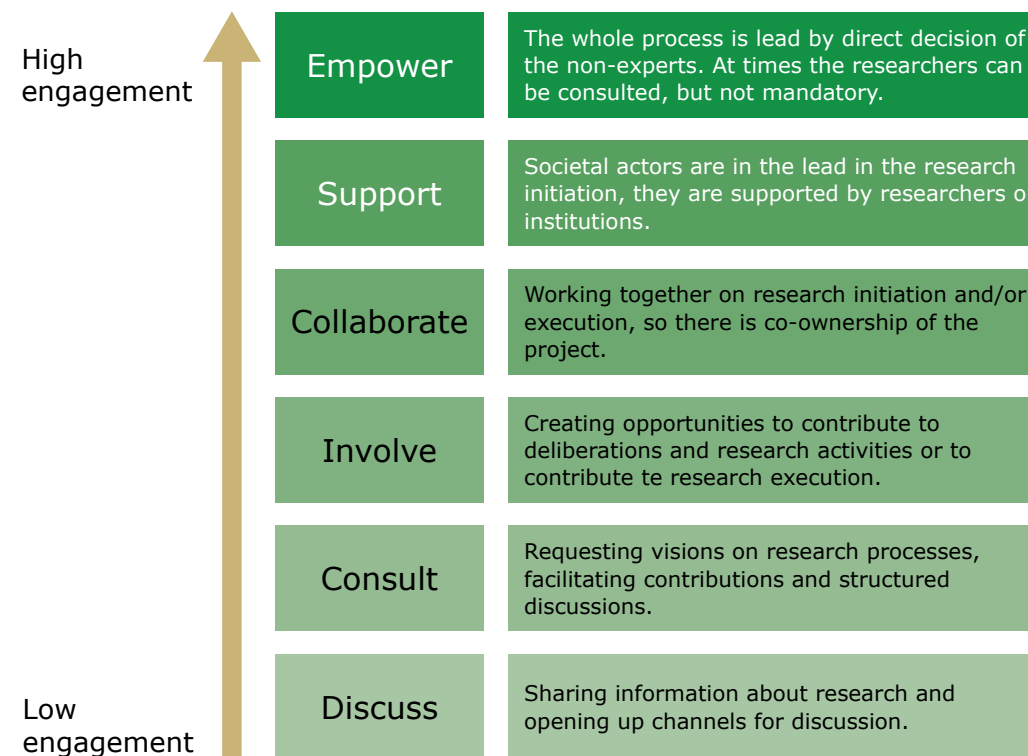 High
engagement
Empower
The whole process is lead by direct decision of
the non-experts. At times the researchers can
be consulted, but not mandatory.
Support
Societal actors are in the lead in the research
initiation, they are supported by researchers o
institutions.
Collaborate
Working together on research initiation and/or
execution, so there is co-ownership of the
project.
Involve
Creating opportunities to contribute to
deliberations and research activities or to
contribute te research execution.
Consult
Requesting visions on research processes,
facilitating contributions and structured
discussions.
Low
engagement
Discuss
Sharing information about research and
opening up channels for discussion.